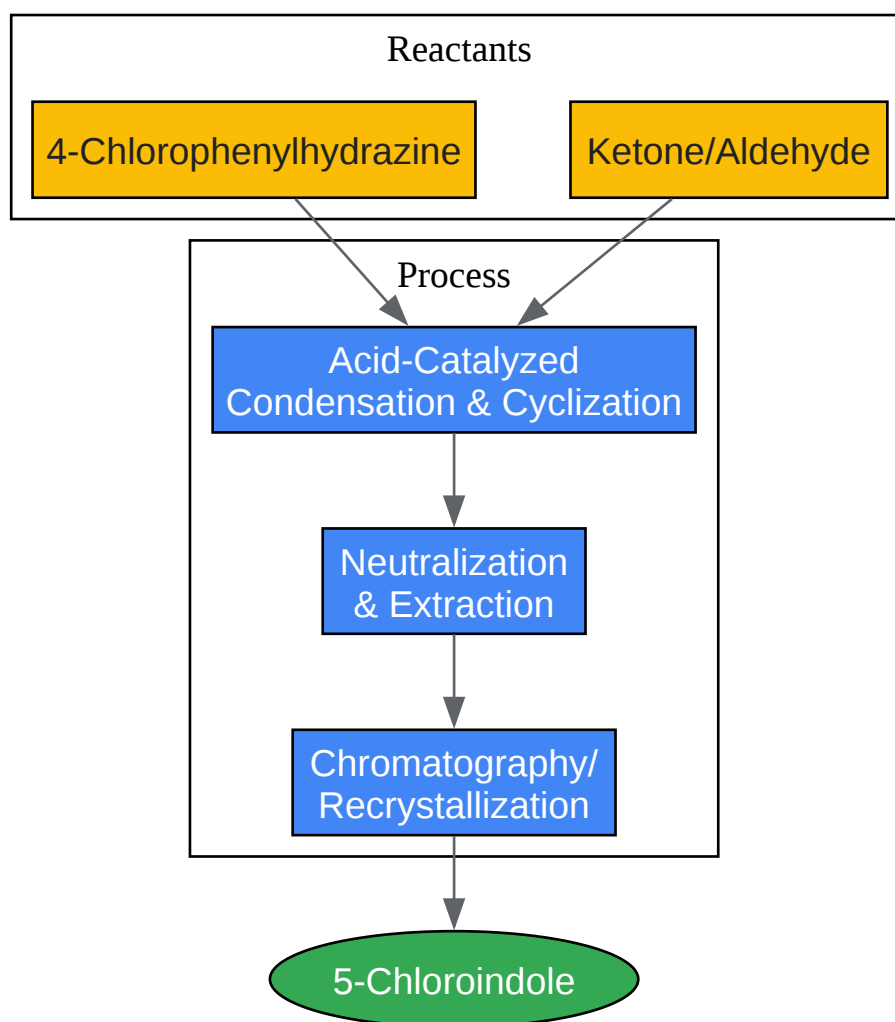 Reactants
4-Chlorophenylhydrazine
Ketone/Aldehyde
Process
Acid-Catalyzed
Condensation & Cyclization
Neutralization
& Extraction
Chromatography/
Recrystallization
5-Chloroindole